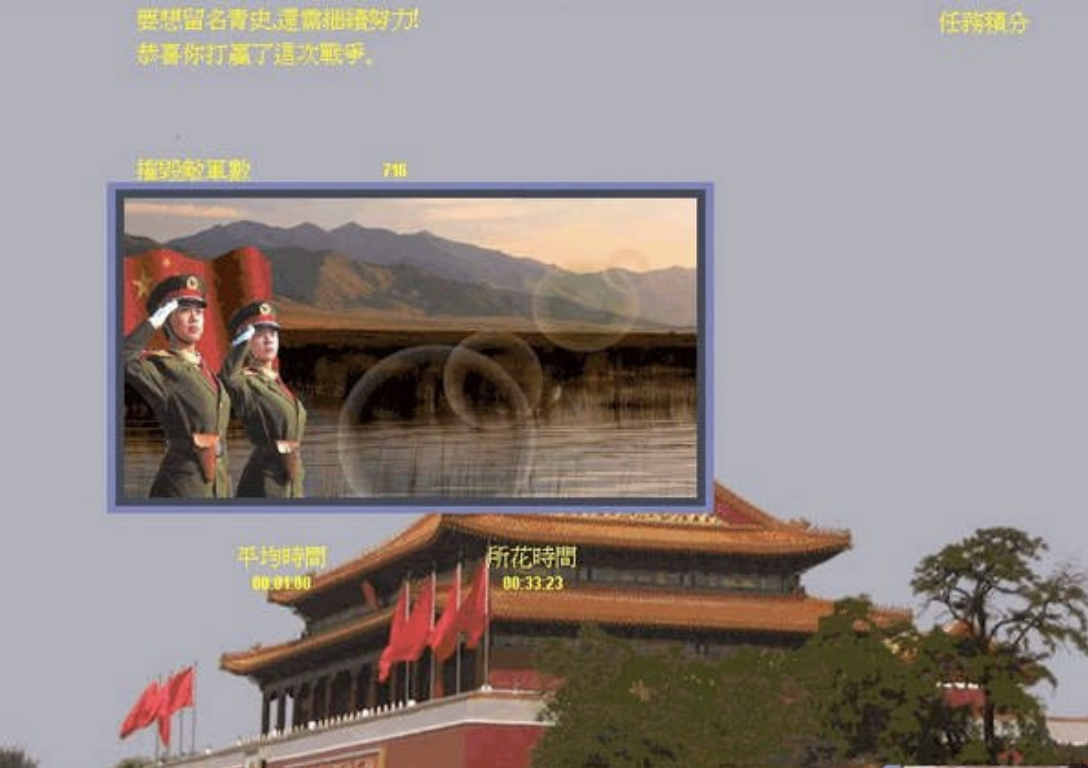 要想留名青史,還需繼續努力!
任務積分
恭喜你打贏了這次戰爭。
摧毀敵軍數 716
平均時間 所花時間
00:01:00 00:33:23